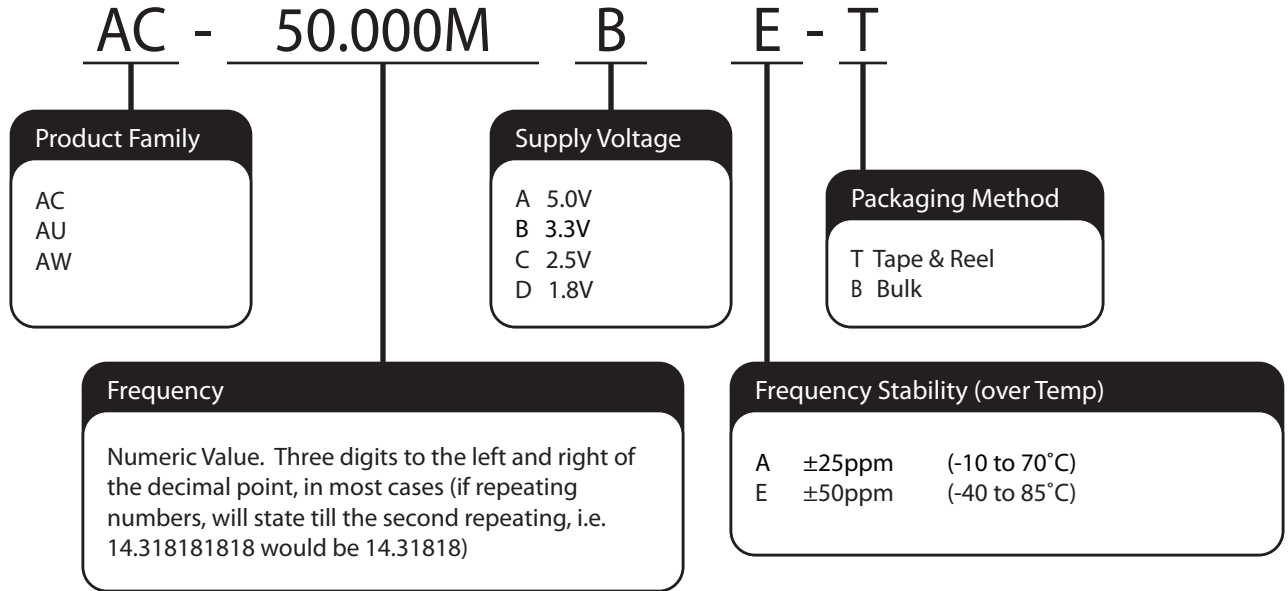 AC - 50.000M B E - T
Product Family
AC
AU
AW
Supply Voltage
A 5.0V
B 3.3V
C 2.5V
D 1.8V
Packaging Method
T Tape & Reel
B Bulk
Frequency
Numeric Value. Three digits to the left and right of
the decimal point, in most cases (if repeating
numbers, will state till the second repeating, i.e.
14.318181818 would be 14.31818)
Frequency Stability (over Temp)
A ±25ppm (-10 to 70˚C)
E ±50ppm (-40 to 85˚C)